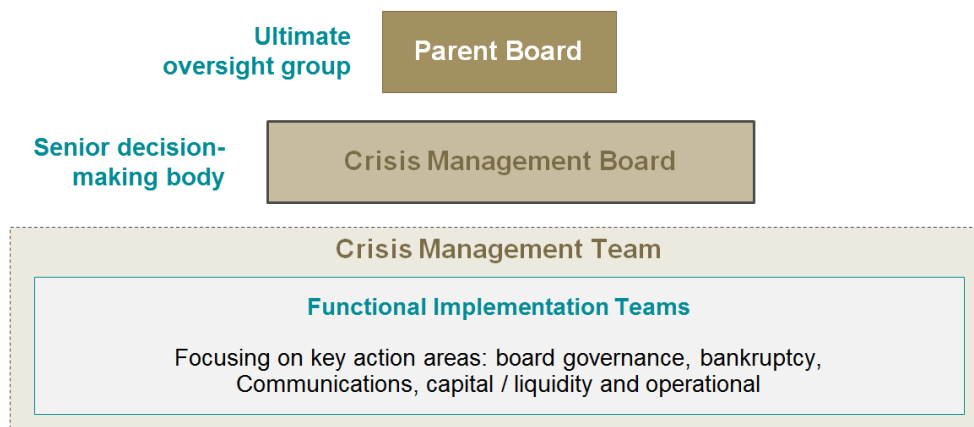 Ultimate
oversight group
Parent Board
Senior decision-
making body
Crisis Management Board
Crisis Management Team
Functional Implementation Teams
Focusing on key action areas: board governance, bankruptcy,
Communications, capital / liquidity and operational